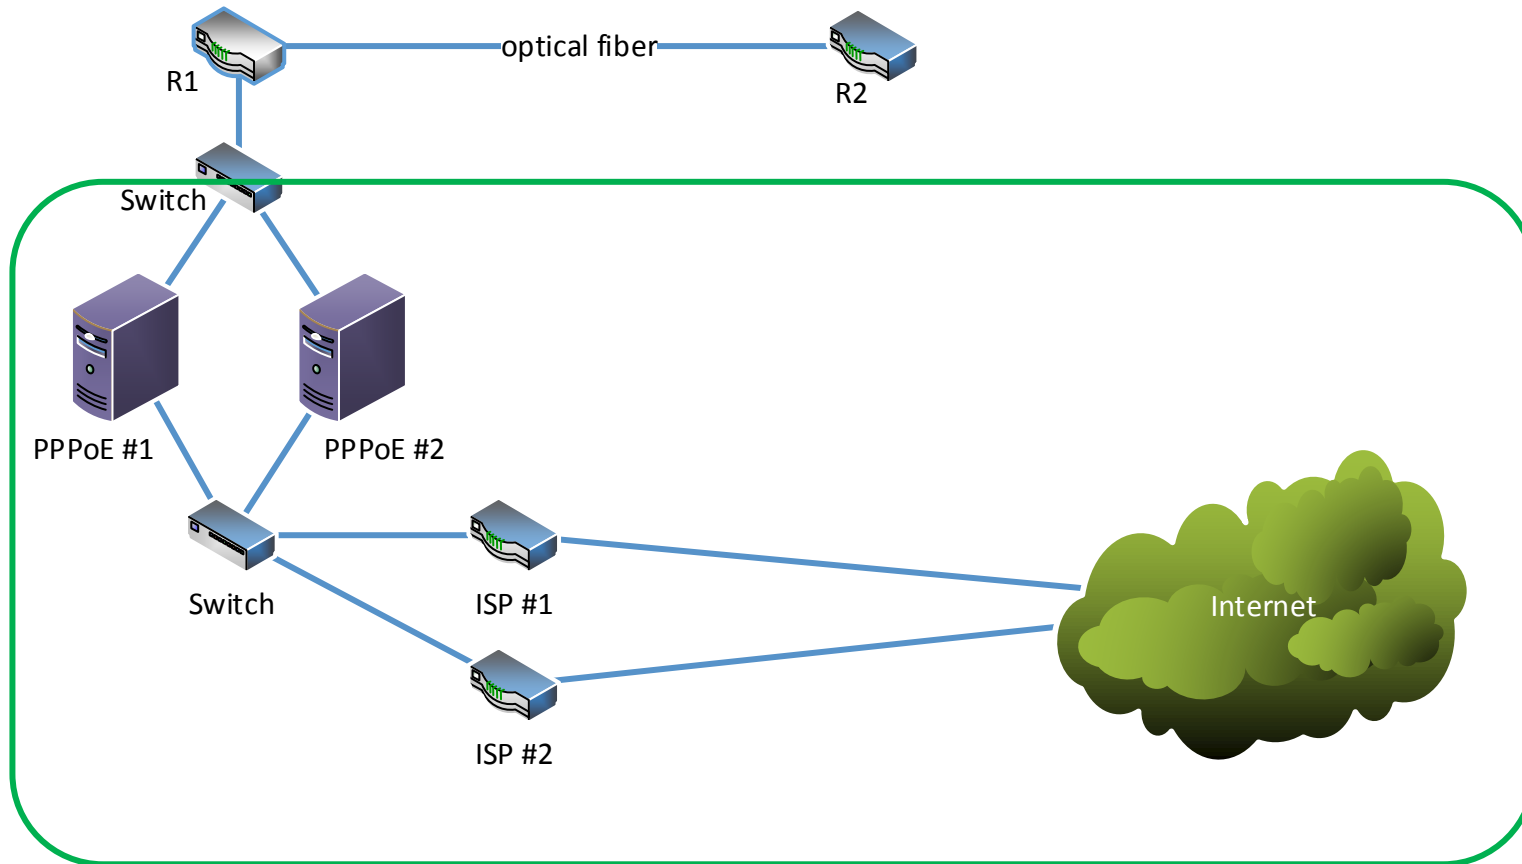 optical fiber
R1
R2
Switch
PPPoE #1
PPPoE #2
Switch
ISP #1
Internet
ISP #2